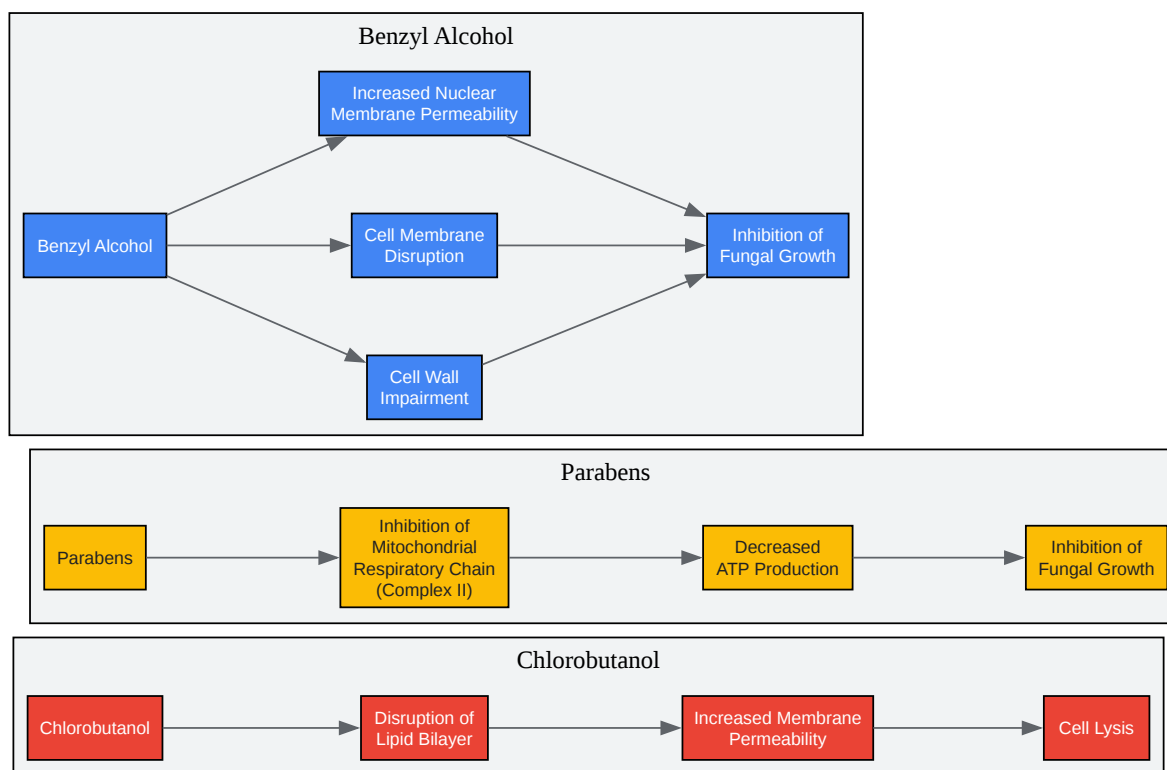 Benzyl Alcohol
Increased Nuclear
Membrane Permeability
Benzyl Alcohol
Cell Membrane
Disruption
Inhibition of
Fungal Growth
Cell Wall
Impairment
Parabens
Parabens
Inhibition of
Mitochondrial
Respiratory Chain
(Complex II)
Decreased
ATP Production
Inhibition of
Fungal Growth
Chlorobutanol
Chlorobutanol
Disruption of
Lipid Bilayer
Increased Membrane
Permeability
Cell Lysis